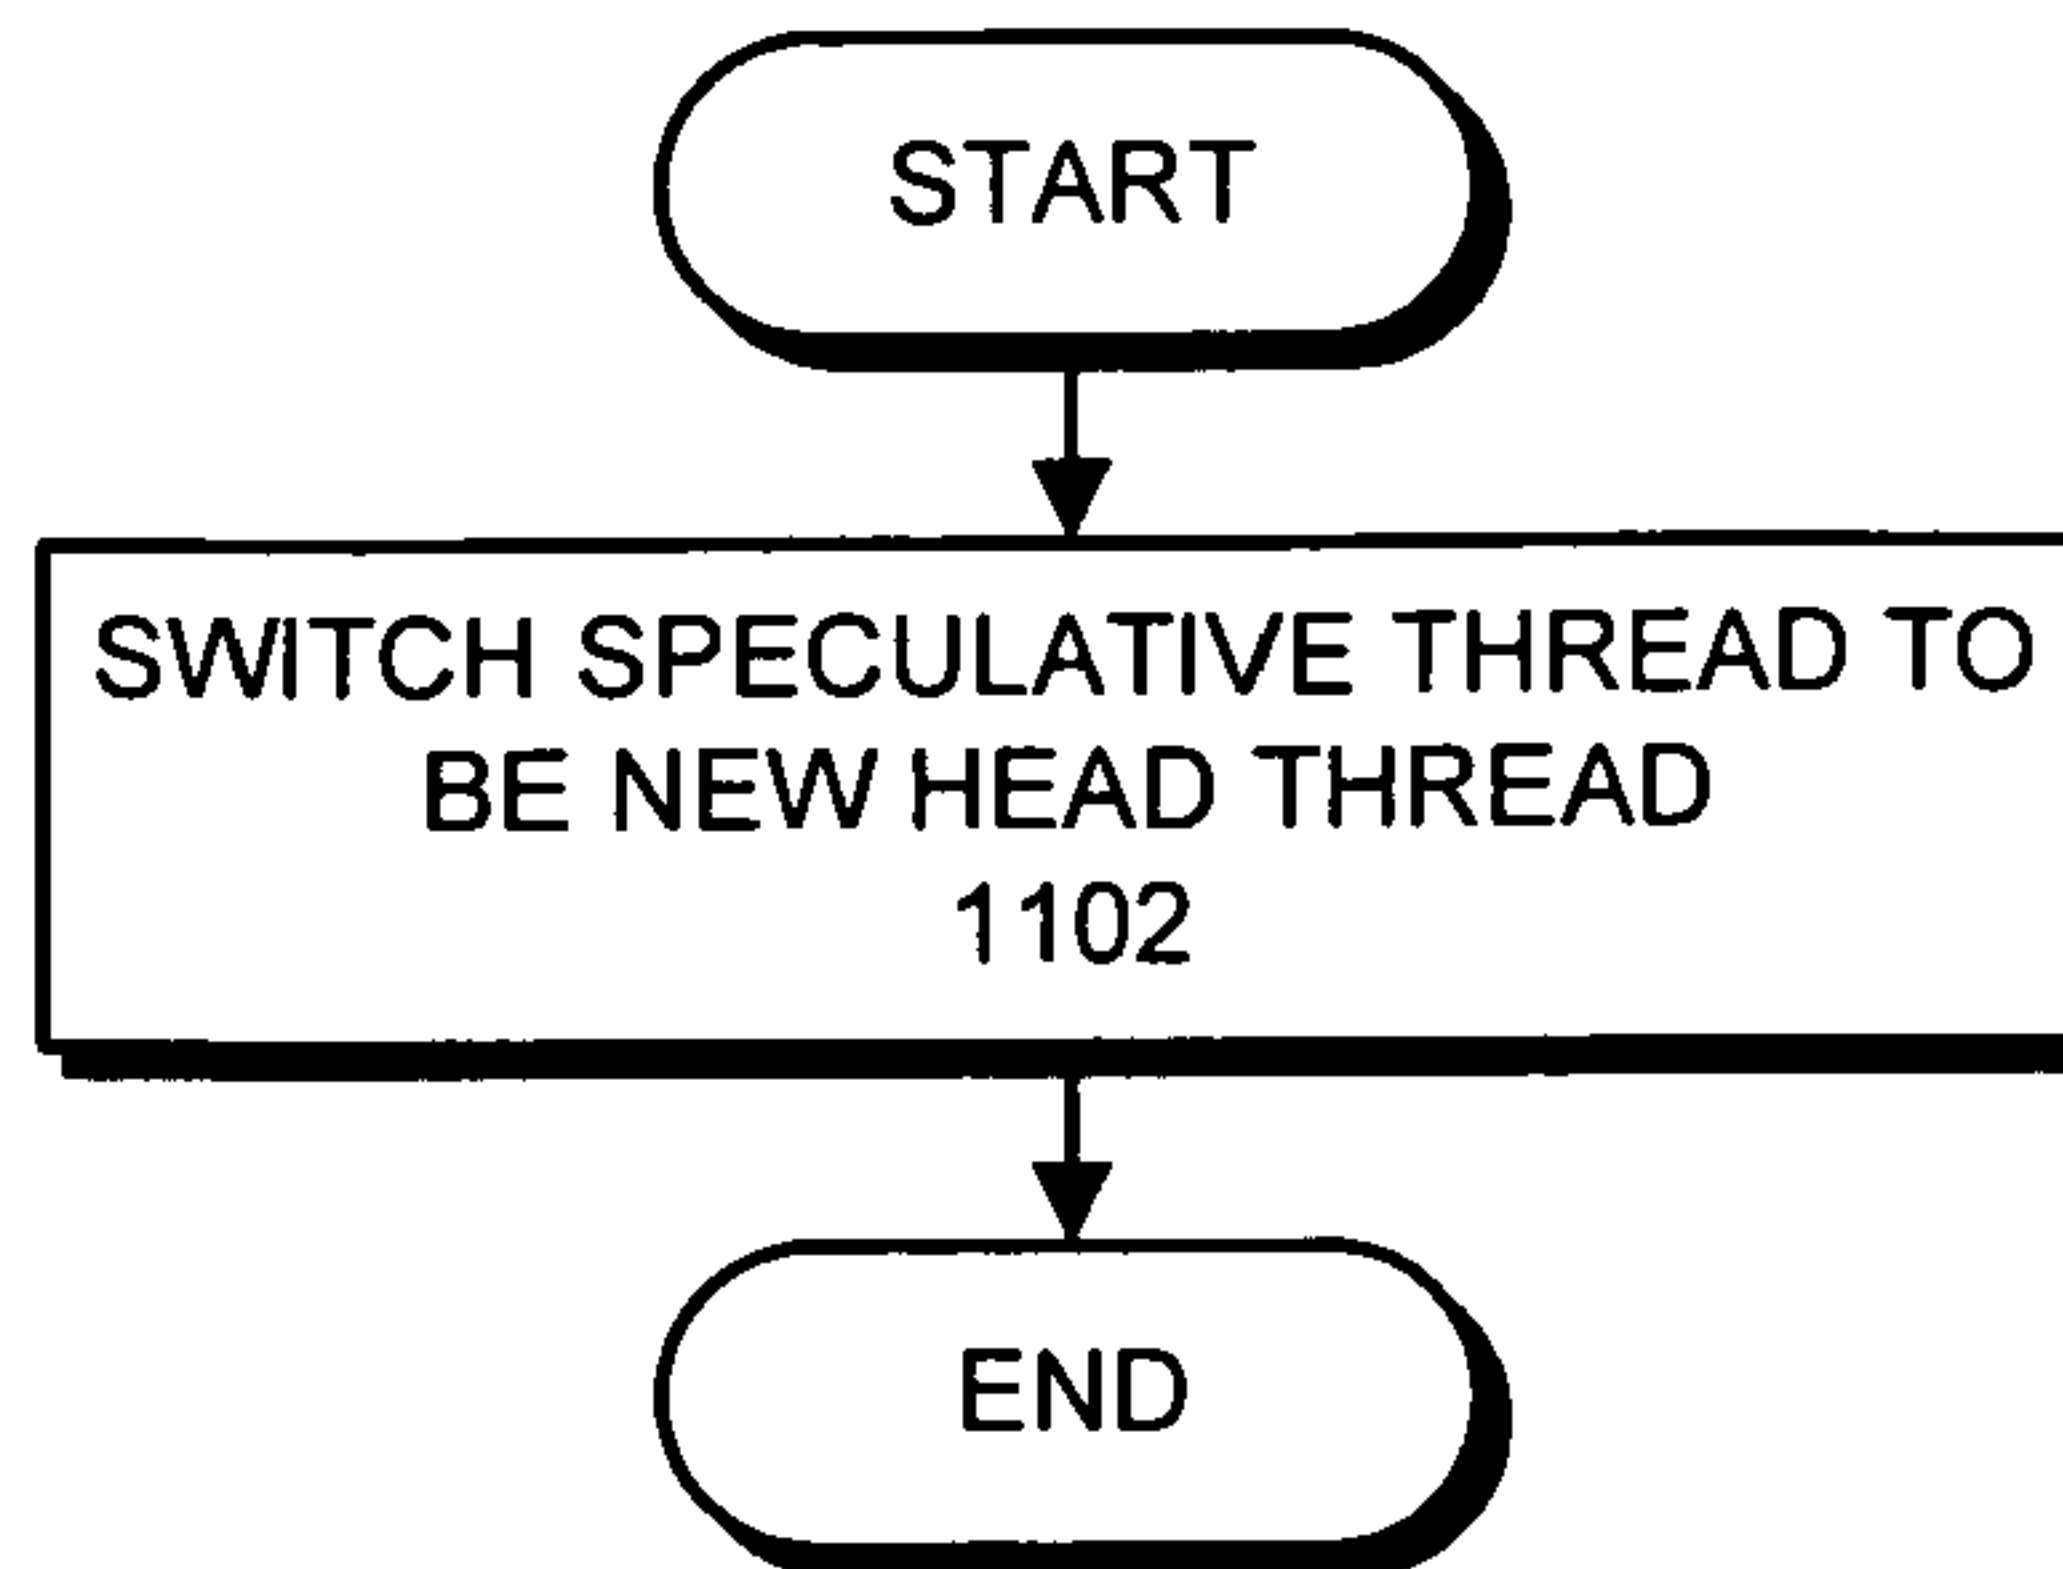 START
SWITCH SPECULATIVE THREAD TO
BE NEW HEAD THREAD
1102
END